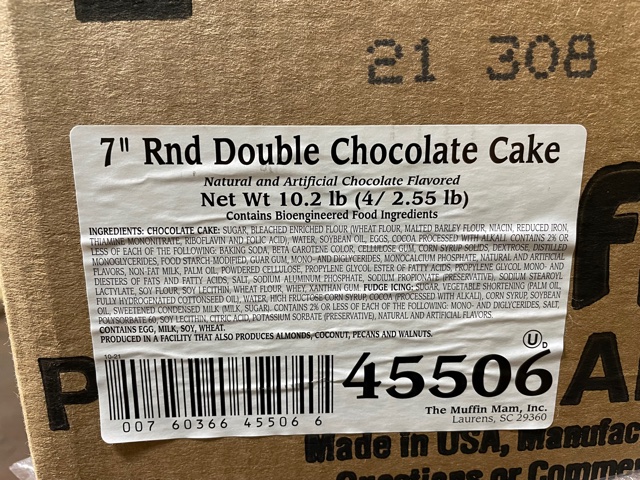 21 308
7" Rnd Double Chocolate Cake
Natural and Artificial Chocolate Flavored
Net Wt 10.2 lb (4/ 2.55 lb)
Contains Bioengineered Food Ingredients
INGREDIENTS: CHOCOLATE CAKE: SUGAR, BLEACHED ENRICHED FLOUR (WHEAT FLOUR, MALTED BARLEY FLOUR, NIACIN, REDUCED IRON,
THIAMINE MONONITRATE, RIBOFLAVIN AND FOLIC ACID), WATER, SOYBEAN OIL, EGGS, COCOA PROCESSED WITH ALKALI. CONTAINS 2% OR
LESS OF EACH OF THE FOLLOWING: BAKING SODA, BETA CAROTENE COLOR, CELLULOSE GUM, CORN SYRUP SOLIDS, DEXTROSE, DISTILLED
MONOGLYCERIDES, FOOD STARCH-MODIFIED, GUAR GUM, MONO- AND DIGLYCERIDES, MONOCALCIUM PHOSPHATE, NATURAL AND ARTIFICIAL
FLAVORS, NON-FAT MILK, PALM OIL, POWDERED CELLULOSE, PROPYLENE GLYCOL ESTER OF FATTY ACIDS, PROPYLENE GLYCOL MONO- AND
DIESTERS OF FATS AND FATTY ACIDS, SALT, SODIUM ALUMINUM PHOSPHATE, SODIUM PROPIONATE (PRESERVATIVE), SODIUM STEAROYL
LACTYLATE, SOY FLOUR, SOY LECITHIN, WHEAT FLOUR, WHEY, XANTHAN GUM. FUDGE ICING: SUGAR, VEGETABLE SHORTENING (PALM OIL,
FULLY HYDROGENATED COTTONSEED OIL), WATER, HIGH FRUCTOSE CORN SYRUP, COCOA (PROCESSED WITH ALKALI), CORN SYRUP, SOYBEAN
OIL, SWEETENED CONDENSED MILK (MILK, SUGAR). CONTAINS 2% OR LESS OF EACH OF THE FOLLOWING: MONO- AND DIGLYCERIDES, SALT,
POLYSORBATE 60, SOY LECITHIN, CITRIC ACID, POTASSIUM SORBATE (PRESERVATIVE), NATURAL AND ARTIFICIAL FLAVORS.
CONTAINS EGG, MILK, SOY, WHEAT.
PRODUCED IN A FACILITY THAT ALSO PRODUCES ALMONDS, COCONUT, PECANS AND WALNUTS.
10-21
U D
45506
007 60366 45506 6
The Muffin Mam, Inc.
Laurens, SC 29360
Made in USA, Manufac
Questions or Comme